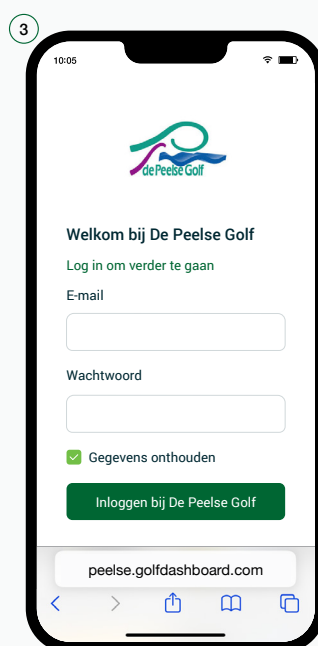 3
10:05
de Peelse Golf
Welkom bij De Peelse Golf
Log in om verder te gaan
E-mail
Wachtwoord
Gegevens onthouden
Inloggen bij De Peelse Golf
peelse.golfdashboard.com